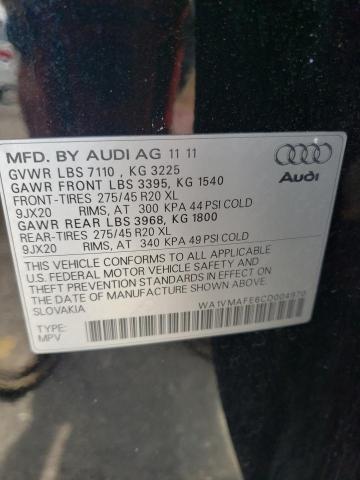 MFD. BY AUDI AG 11 11
GVWR LBS 7110 , KG 3225
GAWR FRONT LBS 3395, KG 1540
FRONT-TIRES 275/45 R20 XL
9JX20 RIMS, AT 300 KPA 44 PSI COLD
GAWR REAR LBS 3968, KG 1800
REAR-TIRES 275/45 R20 XL
9JX20 RIMS, AT 340 KPA 49 PSI COLD
THIS VEHICLE CONFORMS TO ALL APPLICABLE
U.S. FEDERAL MOTOR VEHICLE SAFETY AND
THEFT PREVENTION STANDARDS IN EFFECT ON
THE DATE OF MANUFACTURE SHOWN ABOVE.
SLOVAKIA
Audi
WA1VMAFE6CD004970
TYPE:
MPV